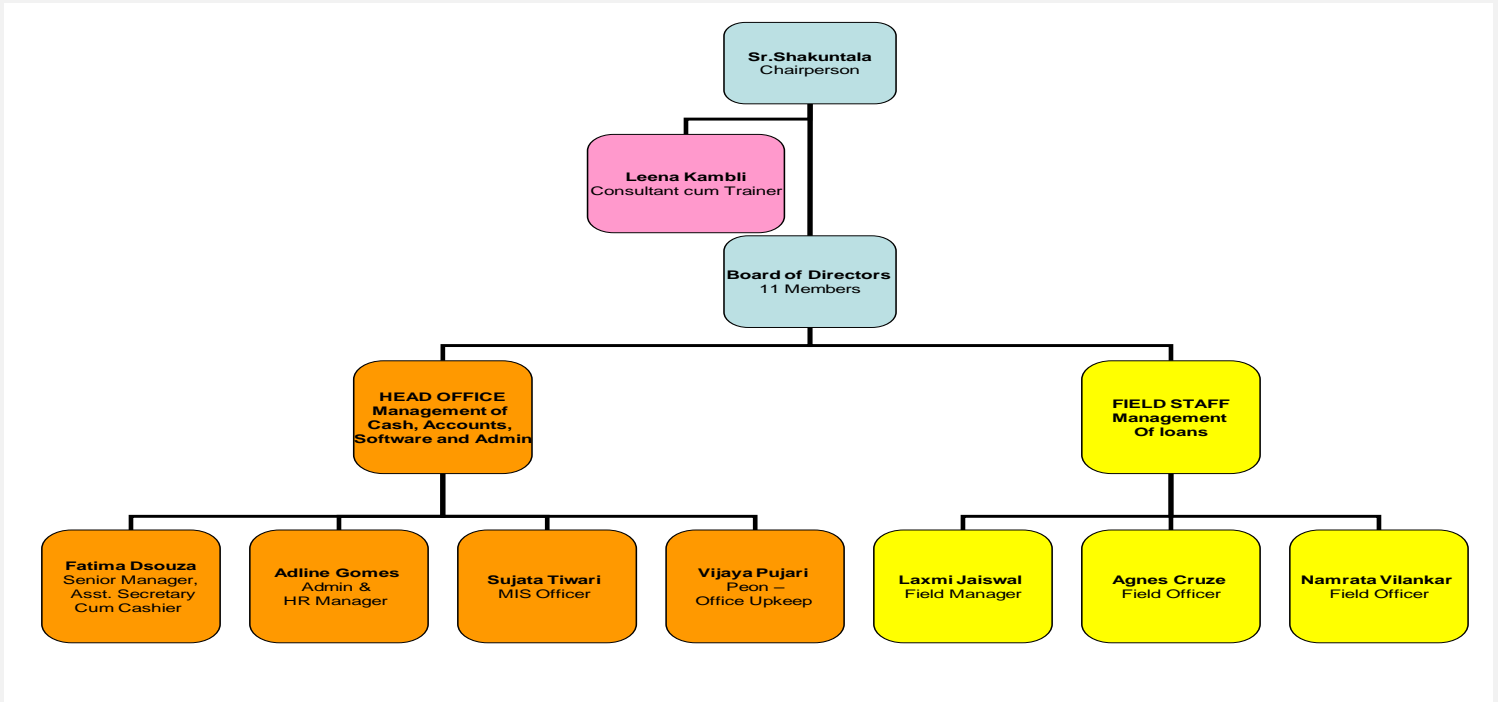 Sr.Shakuntala
Chairperson
Leena Kambli
Consultant cum Trainer
Board of Directors
11 Members
HEAD OFFICE
Management of
Cash, Accounts,
Software and Admin
FIELD STAFF
Management
Of loans
Fatima Dsouza
Senior Manager,
Asst. Secretary
Cum Cashier
Adline Gomes
Admin &
HR Manager
Sujata Tiwari
MIS Officer
Vijaya Pujari
Peon –
Office Upkeep
Laxmi Jaiswal
Field Manager
Agnes Cruze
Field Officer
Namrata Vilankar
Field Officer